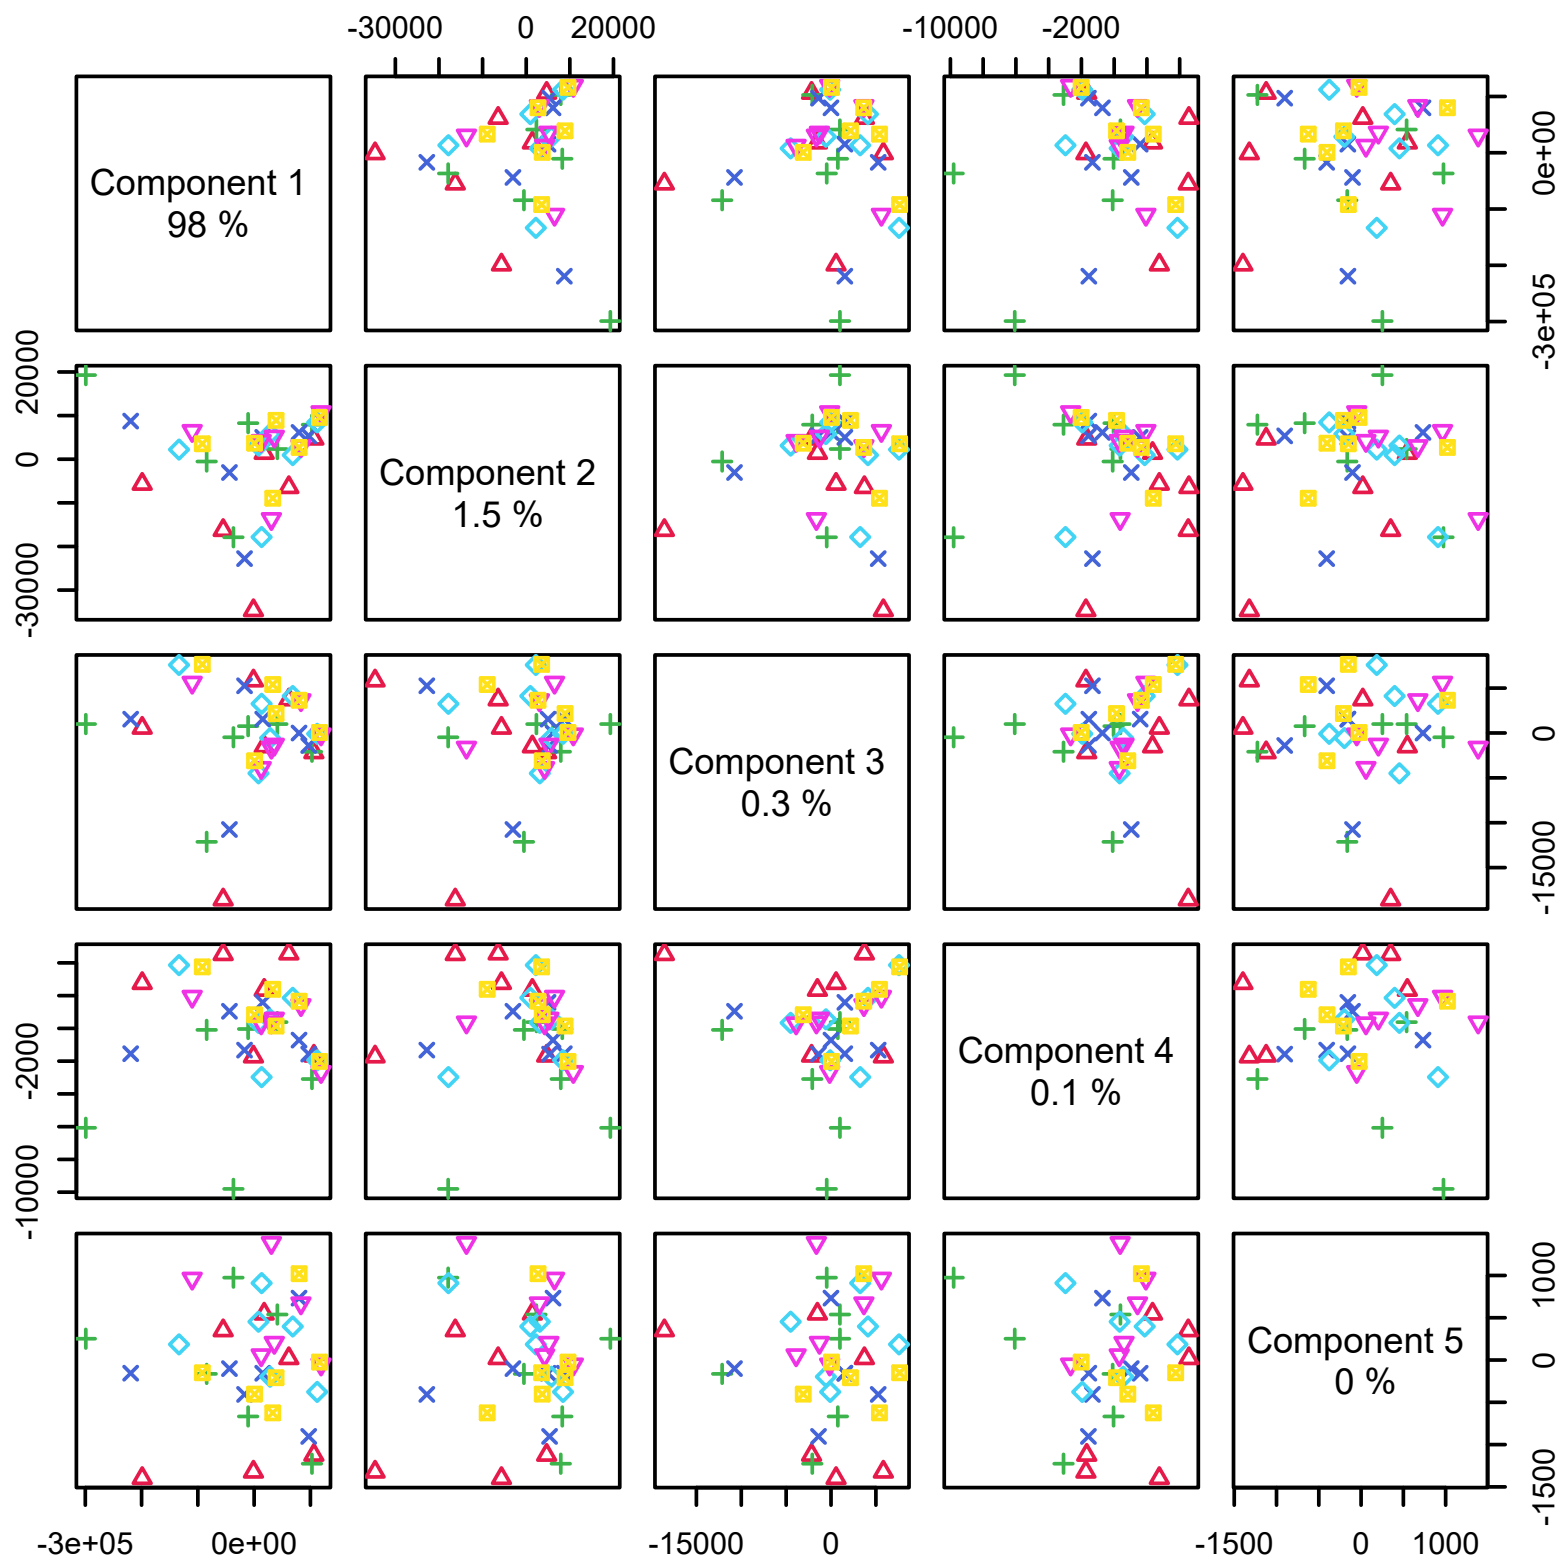 -30000 0 20000 -10000 -2000
Component 1
98 %
0e+00
-3e+05
20000
0
-30000
Component 2
1.5 %
Component 3
0.3 %
0
-15000
-2000
-10000
Component 4
0.1 %
Component 5
0 %
1000
0
-1500
-3e+05 0e+00 -15000 0 -1500 0 1000